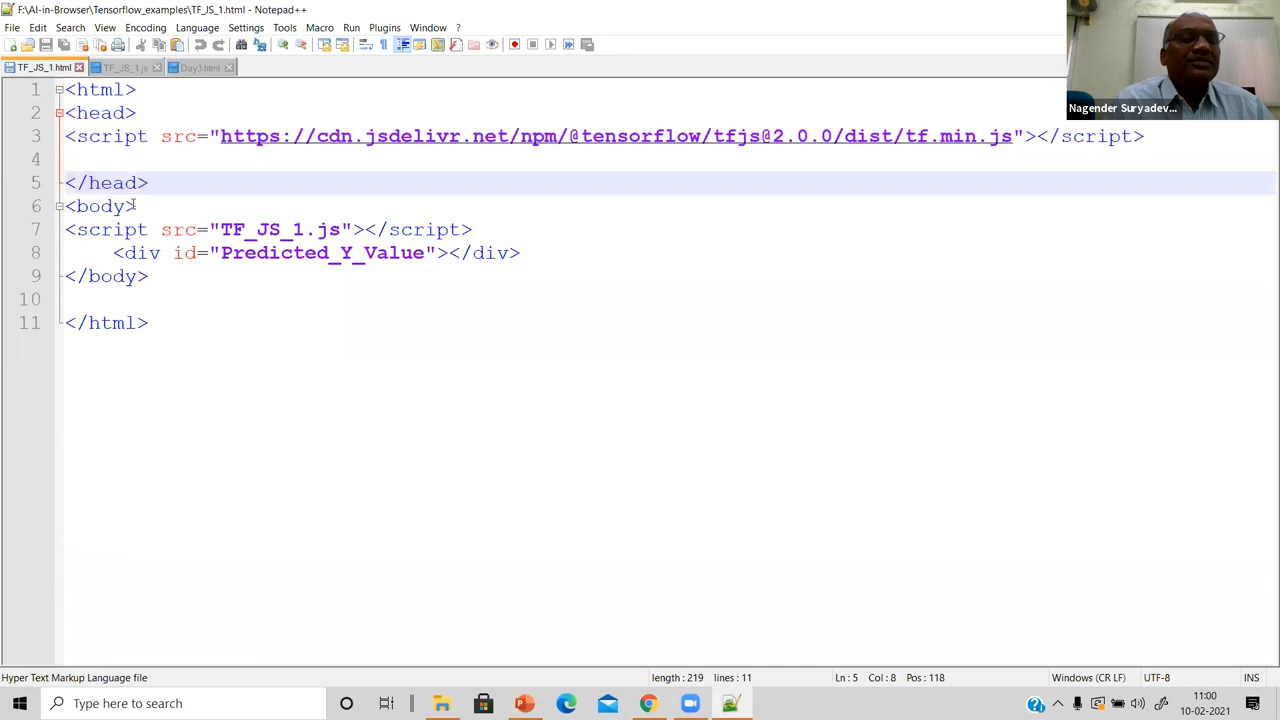 F:\AI-in-Browser\Tensorflow_examples\TF_JS_1.html - Notepad++
File Edit Search View Encoding Language Settings Tools Macro Run Plugins Window ?
TF_JS_1.html TF_JS_1.js Day3.html
1 <html>
2 <head>
3 <script src="https://cdn.jsdelivr.net/npm/@tensorflow/tfjs@2.0.0/dist/tf.min.js"></script>
4
5 </head>
6 <body>
7 <script src="TF_JS_1.js"></script>
8 <div id="Predicted_Y_Value"></div>
9 </body>
10
11 </html>
Nagender Suryadev...
Hyper Text Markup Language file length : 219 lines : 11 Ln : 5 Col : 8 Pos : 118 Windows (CR LF) UTF-8 INS
Type here to search
11:00
10-02-2021